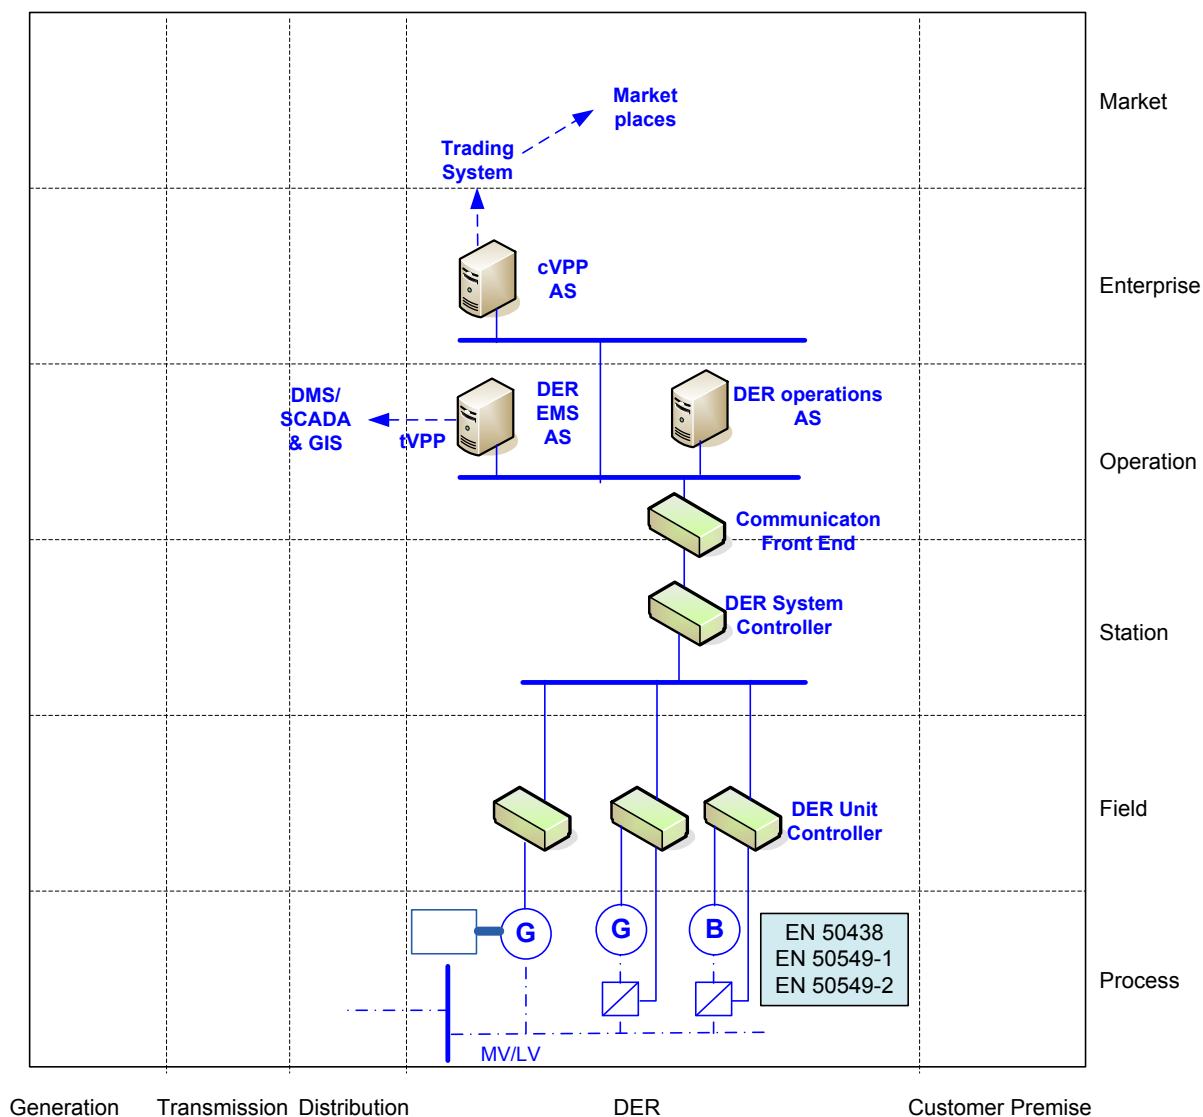 Market
places
Market
Trading
System
cVPP
AS
Enterprise
DMS/
SCADA
& GIS
tVPP
DER
EMS
AS
DER operations
AS
Operation
Communicaton
Front End
DER System
Controller
Station
DER Unit
Controller
Field
G
G
B
EN 50438
EN 50549-1
EN 50549-2
Process
MV/LV
Generation
Transmission
Distribution
DER
Customer Premise